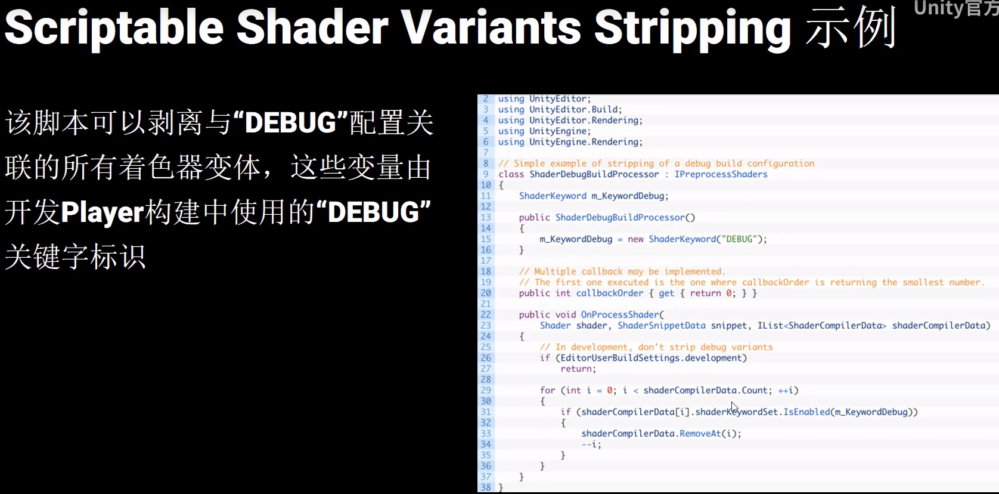 Scriptable Shader Variants Stripping 示例
Unity官方
该脚本可以剥离与“DEBUG”配置关
联的所有着色器变体，这些变量由
开发Player构建中使用的“DEBUG”
关键字标识
2 using UnityEditor;
3 using UnityEditor.Build;
4 using UnityEditor.Rendering;
5 using UnityEngine;
6 using UnityEngine.Rendering;
7
8 // Simple example of stripping of a debug build configuration
9 class ShaderDebugBuildProcessor : IPreprocessShaders
10 {
11     ShaderKeyword m_KeywordDebug;
12
13     public ShaderDebugBuildProcessor()
14     {
15         m_KeywordDebug = new ShaderKeyword("DEBUG");
16     }
17
18     // Multiple callback may be implemented.
19     // The first one executed is the one where callbackOrder is returning the smallest number.
20     public int callbackOrder { get { return 0; } }
21
22     public void OnProcessShader(
23         Shader shader, ShaderSnippetData snippet, IList<ShaderCompilerData> shaderCompilerData)
24     {
25         // In development, don't strip debug variants
26         if (EditorUserBuildSettings.development)
27             return;
28
29         for (int i = 0; i < shaderCompilerData.Count; ++i)
30         {
31             if (shaderCompilerData[i].shaderKeywordSet.IsEnabled(m_KeywordDebug))
32             {
33                 shaderCompilerData.RemoveAt(i);
34                 --i;
35             }
36         }
37     }
38 }